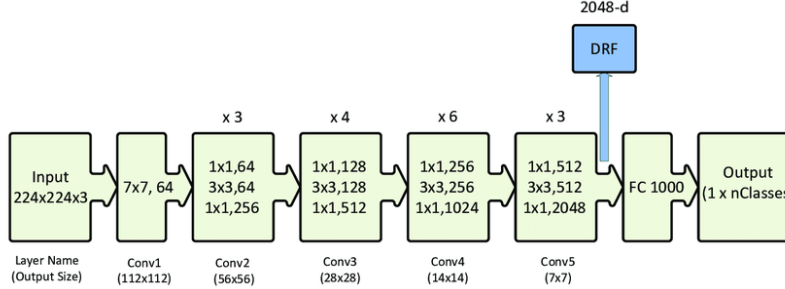 2048-d
DRF
x 3
x 4
x 6
x 3
Input
224x224x3
7x7, 64
1x1,64
3x3,64
1x1,256
1x1,128
3x3,128
1x1,512
1x1,256
3x3,256
1x1,1024
1x1,512
3x3,512
1x1,2048
FC 1000
Output
(1 x nClasses
Layer Name
(Output Size)
Conv1
(112x112)
Conv2
(56x56)
Conv3
(28x28)
Conv4
(14x14)
Conv5
(7x7)